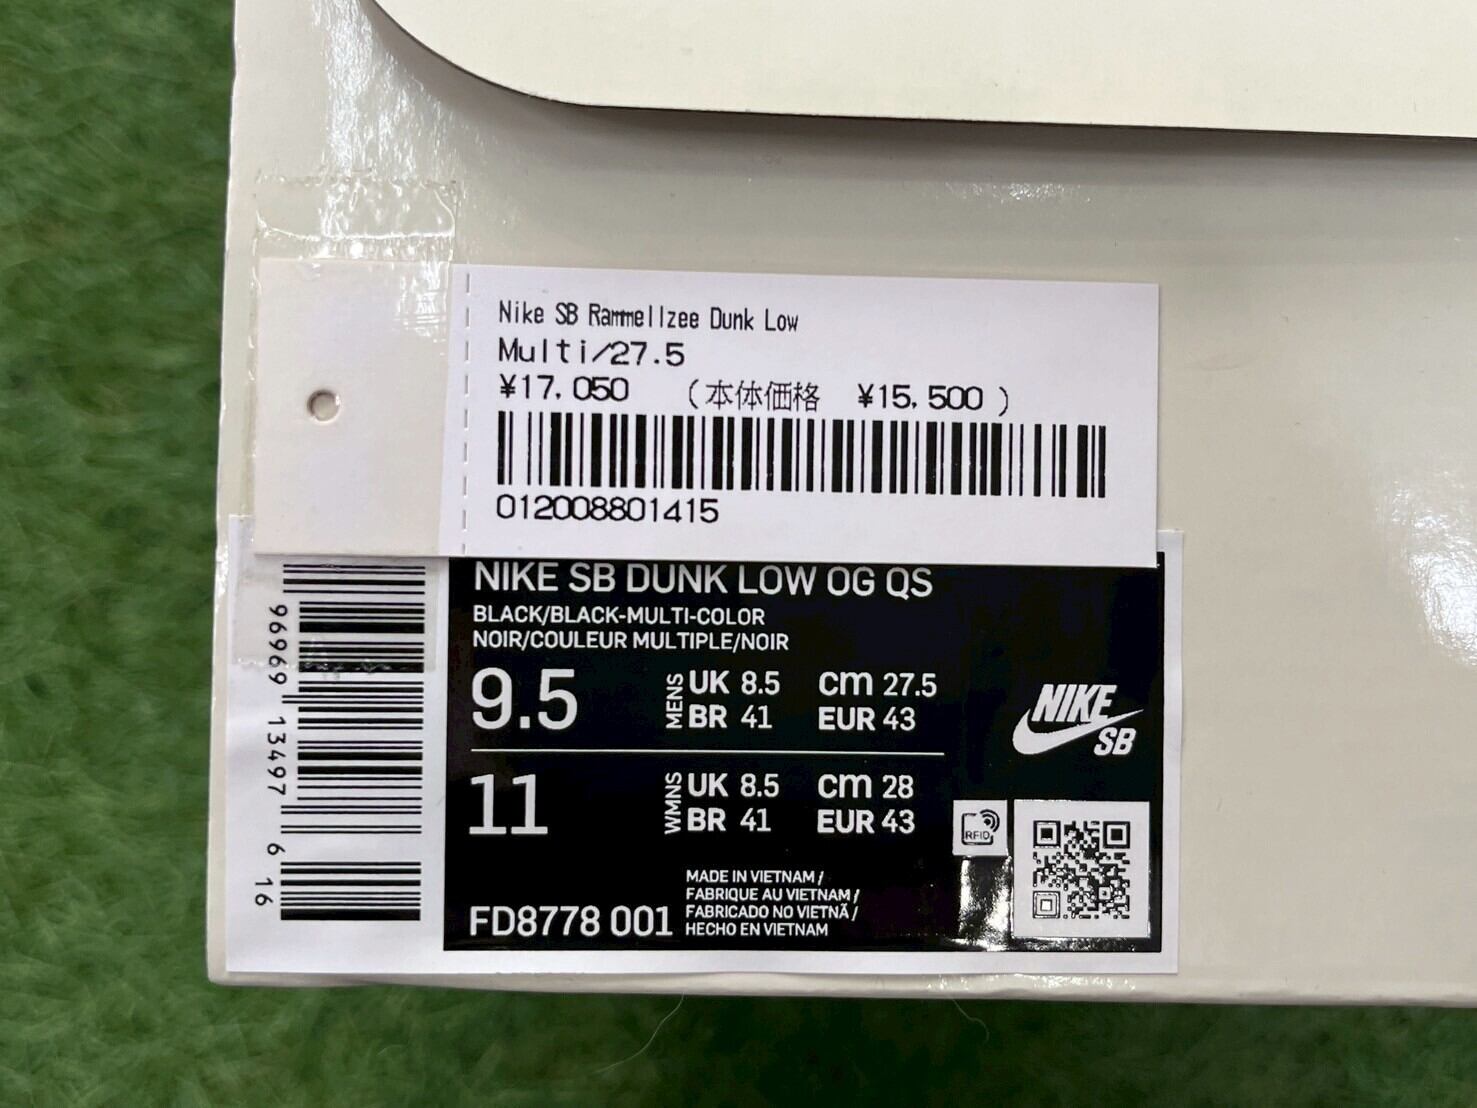 Nike SB Rammellzee Dunk Low
Multi/27.5
¥17,050 (本体価格 ¥15,500 )
012008801415
NIKE SB DUNK LOW OG QS
BLACK/BLACK-MULTI-COLOR
NOIR/COULEUR MULTIPLE/NOIR
9.5 MENS UK 8.5 cm 27.5
BR 41 EUR 43
11 WMNS UK 8.5 cm 28
BR 41 EUR 43
NIKE
SB
RFID
MADE IN VIETNAM /
FABRIQUE AU VIETNAM /
FABRICADO NO VIETNÃ /
HECHO EN VIETNAM
FD8778 001
96969 13497 6 16